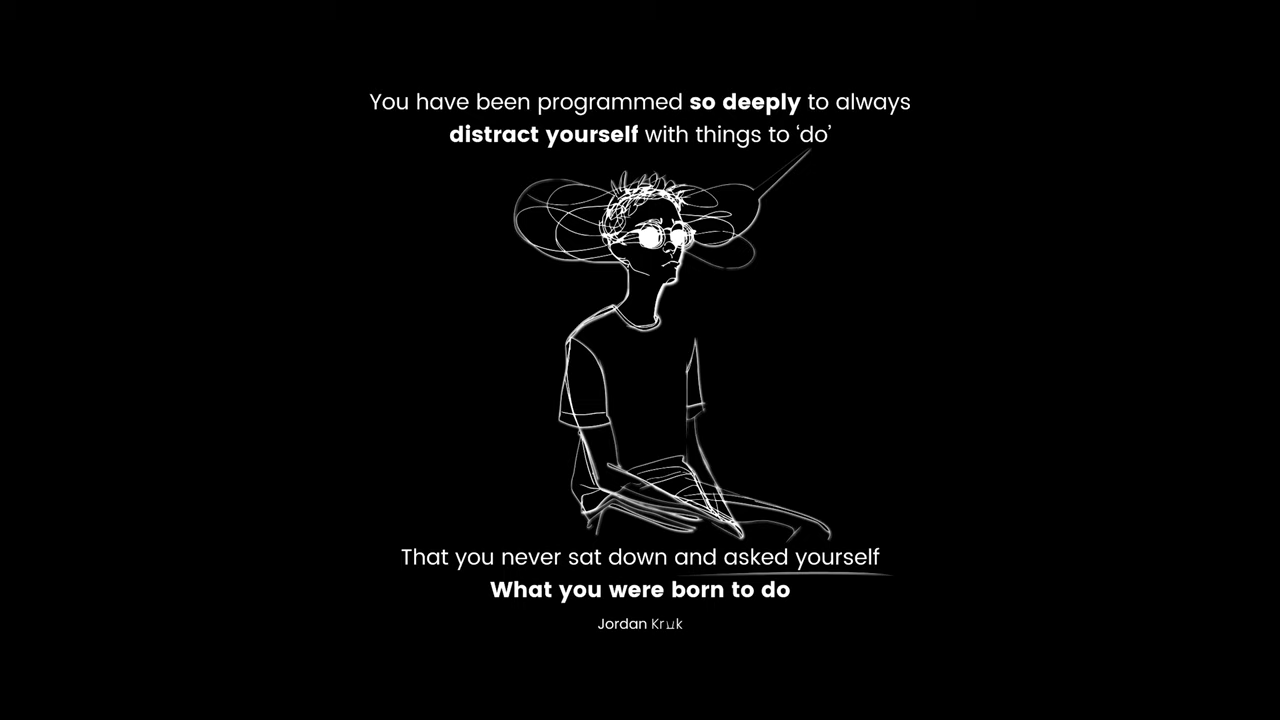 You have been programmed so deeply to always
distract yourself with things to ‘do’
That you never sat down and asked yourself
What you were born to do
Jordan